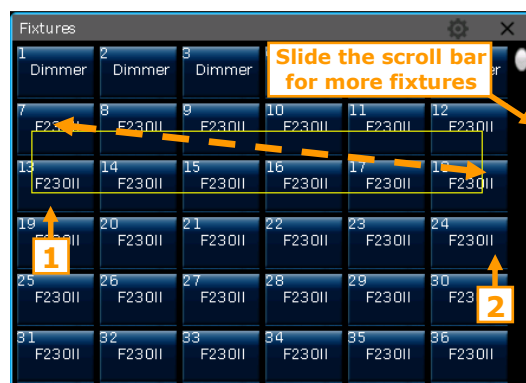 Fixtures
1 Dimmer 2 Dimmer 3 Dimmer er
Slide the scroll bar
for more fixtures
7 F230II 8 F230II 9 F230II 10 F230II 11 F230II 12 F230II
13 F230II 14 F230II 15 F230II 16 F230II 17 F230II 18 F230II
19 20 F230II 21 F230II 22 F230II 23 F230II 24 F230II
1
2
25 F230II 26 F230II 27 F230II 28 F230II 29 F230II 30 F23
31 F230II 32 F230II 33 F230II 34 F230II 35 F230II 36 F230II